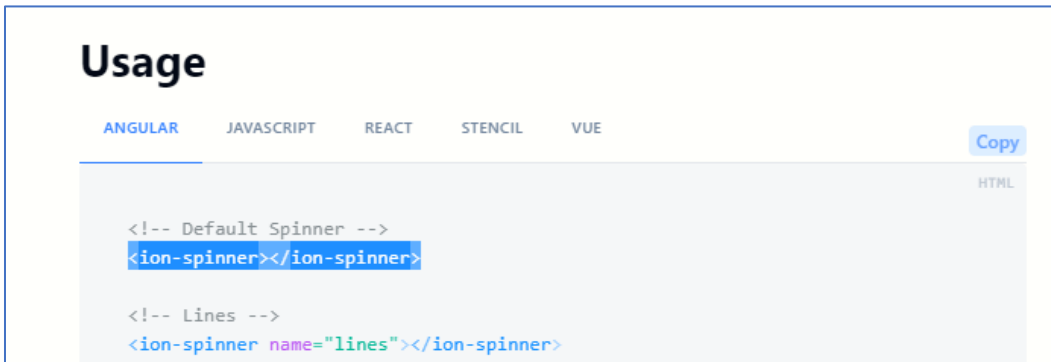 Usage
ANGULAR JAVASCRIPT REACT STENCIL VUE
Copy
HTML
<!-- Default Spinner -->
<ion-spinner></ion-spinner>
<!-- Lines -->
<ion-spinner name="lines"></ion-spinner>